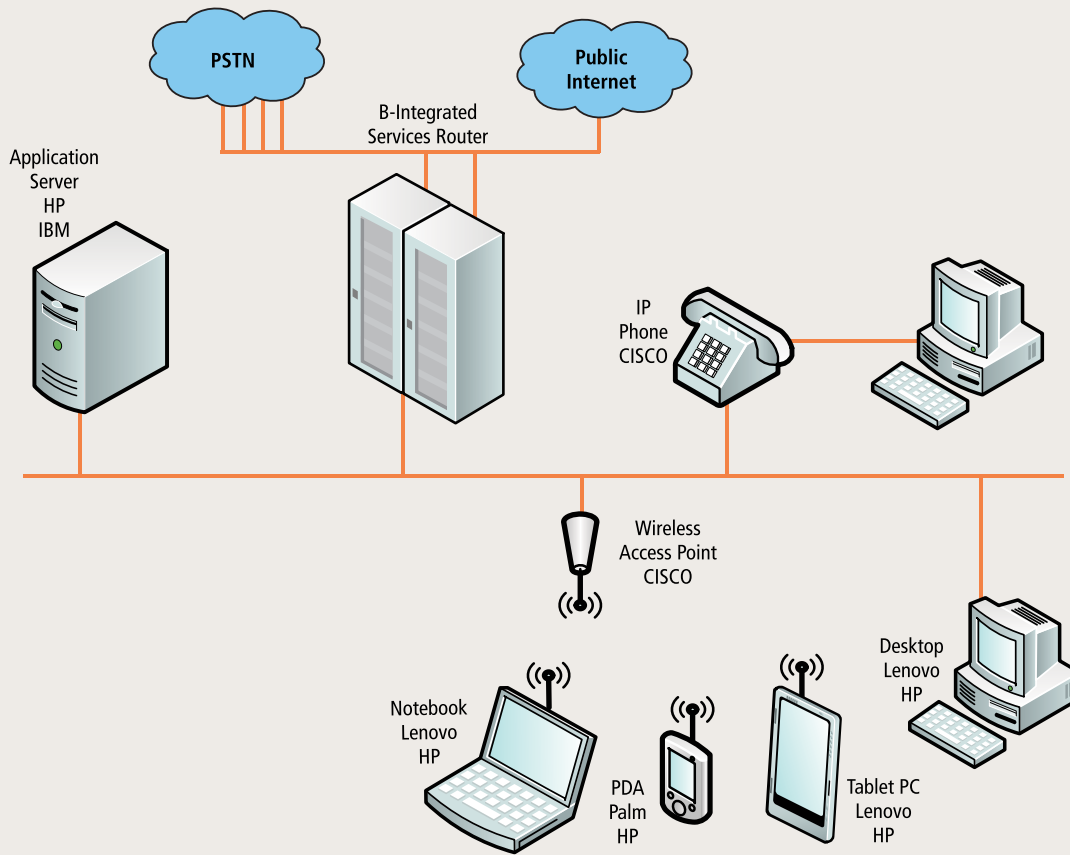 PSTN
Public
Internet
B-Integrated
Services Router
Application
Server
HP
IBM
IP
Phone
CISCO
Wireless
Access Point
CISCO
Desktop
Lenovo
HP
Notebook
Lenovo
HP
PDA
Palm
HP
Tablet PC
Lenovo
HP